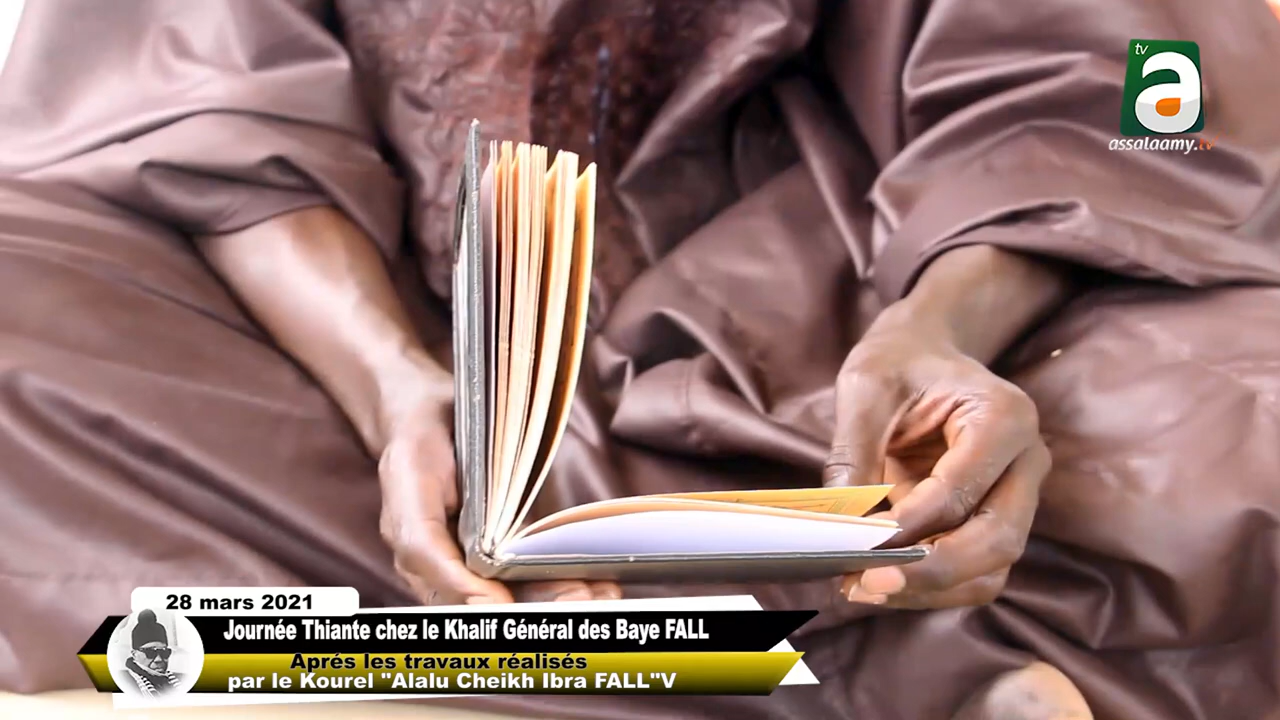 tv
a
assalaamy.tv
28 mars 2021
Journée Thiante chez le Khalif Général des Baye FALL
Aprés les travaux réalisés
par le Kourel "Alalu Cheikh Ibra FALL"V